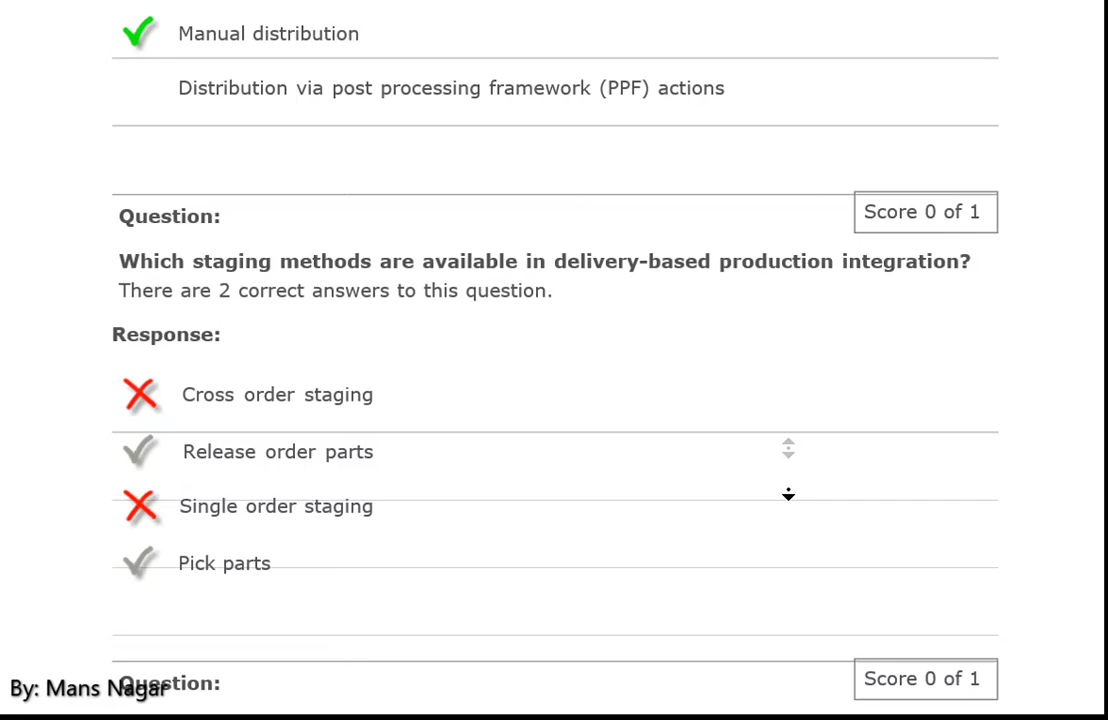 Manual distribution
Distribution via post processing framework (PPF) actions
Question:
Score 0 of 1
Which staging methods are available in delivery-based production integration?
There are 2 correct answers to this question.
Response:
Cross order staging
Release order parts
Single order staging
Pick parts
Question:
Score 0 of 1
By: Mans Nagar